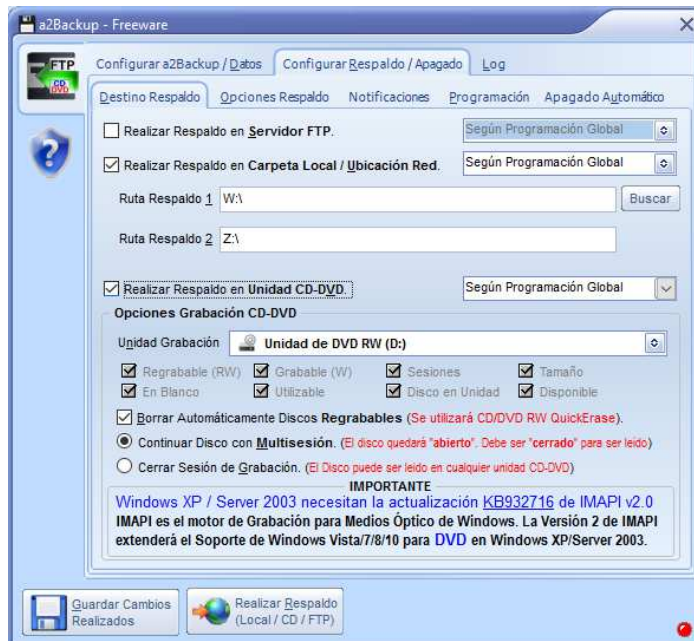 a2Backup - Freeware
FTP
CD
DVD
Configurar a2Backup / Datos Configurar Respaldo / Apagado Log
Destino Respaldo Opciones Respaldo Notificaciones Programación Apagado Automático
Realizar Respaldo en Servidor FTP. Según Programación Global
Realizar Respaldo en Carpeta Local / Ubicación Red. Según Programación Global
Ruta Respaldo 1 W:\ Buscar
Ruta Respaldo 2 Z:\
Realizar Respaldo en Unidad CD-DVD. Según Programación Global
Opciones Grabación CD-DVD
Unidad Grabación Unidad de DVD RW (D:)
Regrabable (RW) Grabable (W) Sesiones Tamaño
En Blanco Utilizable Disco en Unidad Disponible
Borrar Automáticamente Discos Regrabables (Se utilizará CD/DVD RW QuickErase).
Continuar Disco con Multisesión. (El disco quedará "abierto". Debe ser "cerrado" para ser leido)
Cerrar Sesión de Grabación. (El Disco puede ser leido en cualquier unidad CD-DVD)
IMPORTANTE
Windows XP / Server 2003 necesitan la actualización KB932716 de IMAPI v2.0
IMAPI es el motor de Grabación para Medios Óptico de Windows. La Versión 2 de IMAPI
extenderá el Soporte de Windows Vista/7/8/10 para DVD en Windows XP/Server 2003.
Guardar Cambios
Realizados
Realizar Respaldo
(Local / CD / FTP)